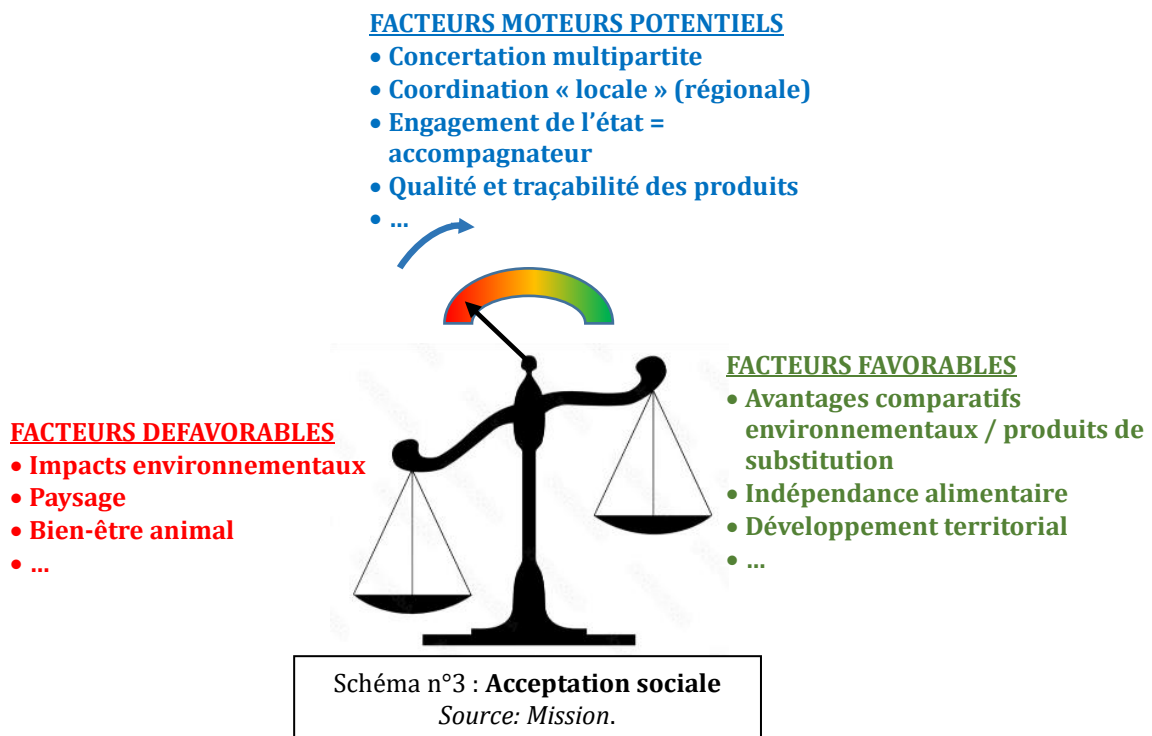 FACTEURS MOTEURS POTENTIELS
• Concertation multipartite
• Coordination « locale » (régionale)
• Engagement de l’état =
accompagnateur
• Qualité et traçabilité des produits
• …
FACTEURS DEFAVORABLES
• Impacts environnementaux
• Paysage
• Bien-être animal
• …
FACTEURS FAVORABLES
• Avantages comparatifs
environnementaux / produits de
substitution
• Indépendance alimentaire
• Développement territorial
• …
Schéma n°3 : Acceptation sociale
Source: Mission.